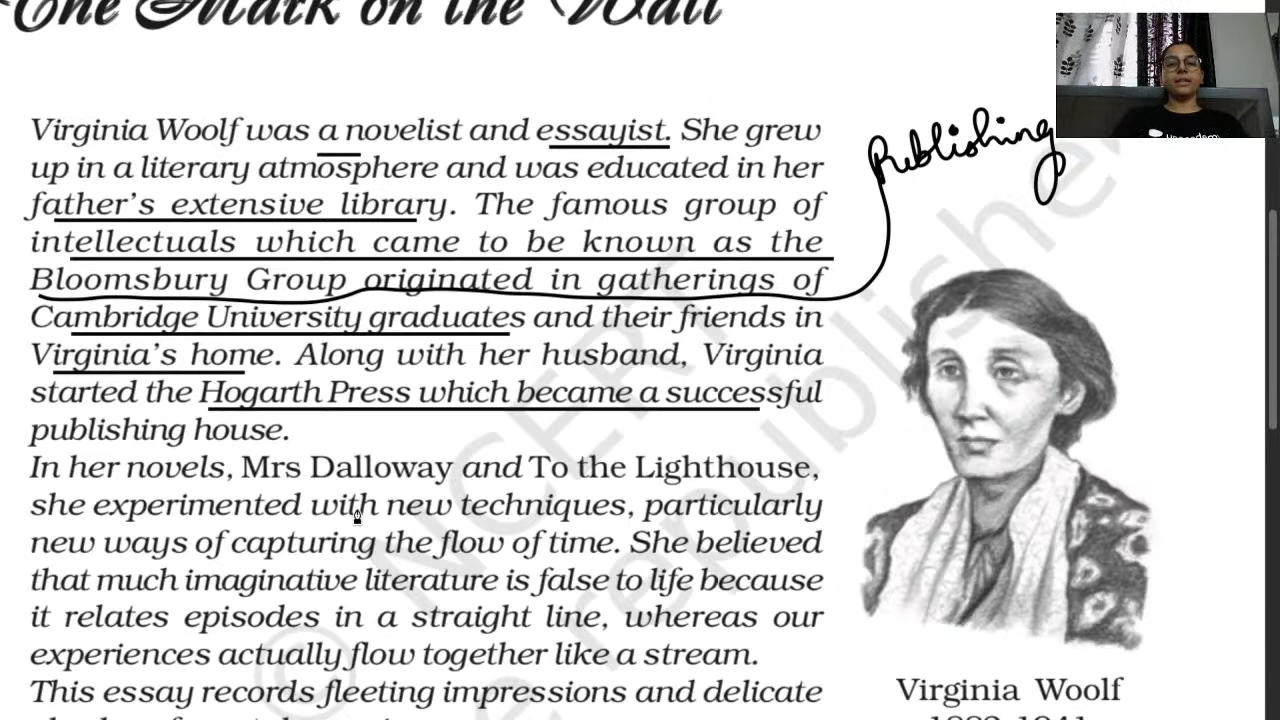 The Mark on the Wall
Virginia Woolf was a novelist and essayist. She grew
up in a literary atmosphere and was educated in her
father's extensive library. The famous group of
intellectuals which came to be known as the
Bloomsbury Group originated in gatherings of
Cambridge University graduates and their friends in
Virginia's home. Along with her husband, Virginia
started the Hogarth Press which became a successful
publishing house.
In her novels, Mrs Dalloway and To the Lighthouse,
she experimented with new techniques, particularly
new ways of capturing the flow of time. She believed
that much imaginative literature is false to life because
it relates episodes in a straight line, whereas our
experiences actually flow together like a stream.
This essay records fleeting impressions and delicate
Publishing
Virginia Woolf
1882-1941
© NCERT
republishe